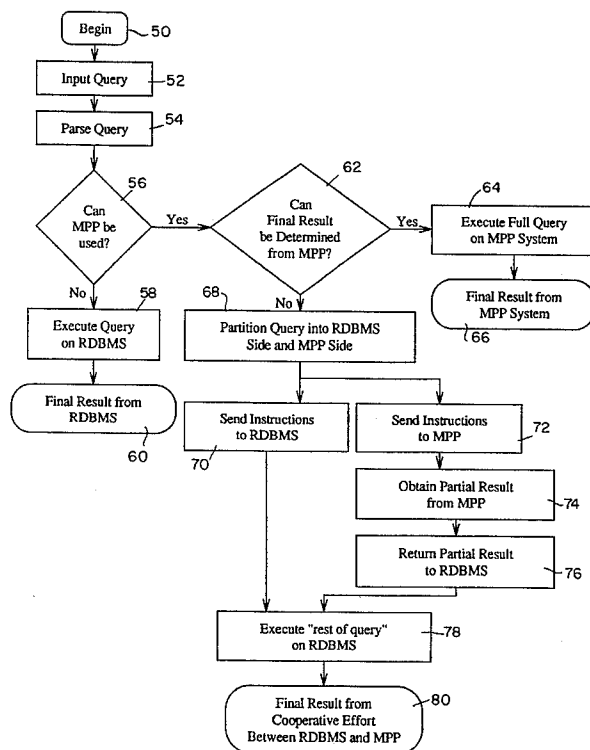 Begin
50
Input Query
52
Parse Query
54
56
Can
MPP be
used?
Yes
62
Can
Final Result
be Determined
from MPP?
Yes
64
Execute Full Query
on MPP System
Final Result from
MPP System
66
No
58
Execute Query
on RDBMS
Final Result from
RDBMS
60
No
68
Partition Query into RDBMS
Side and MPP Side
Send Instructions
to RDBMS
70
Send Instructions
to MPP
72
Obtain Partial Result
from MPP
74
Return Partial Result
to RDBMS
76
Execute "rest of query"
on RDBMS
78
Final Result from
Cooperative Effort
Between RDBMS and MPP
80